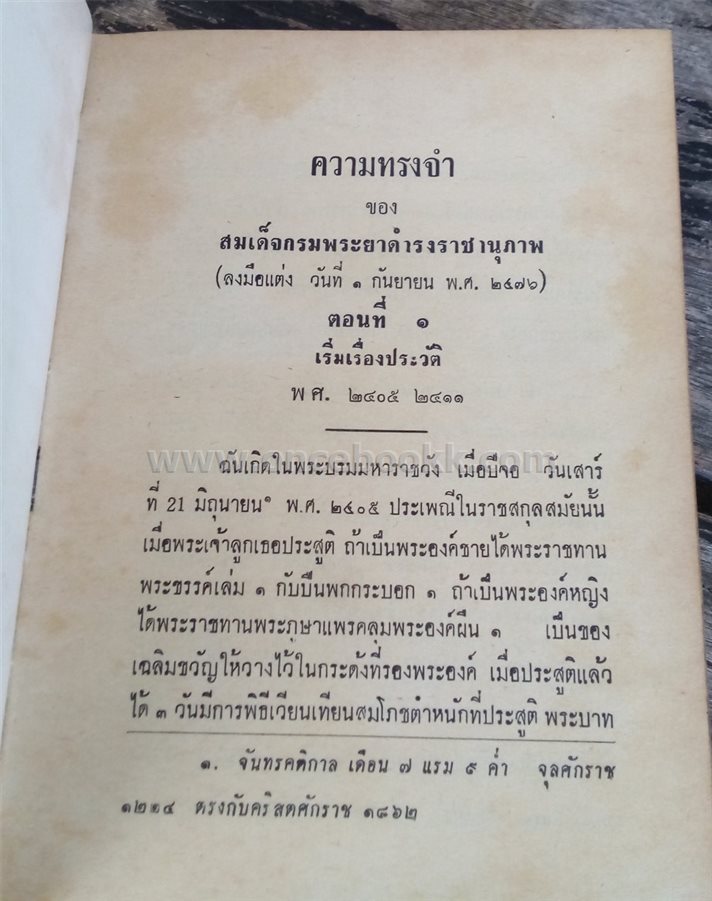 ความทรงจำ
ของ
สมเด็จกรมพระยาดำรงราชานุภาพ
(ลงมือแต่ง วันที่ ๑ กันยายน พ.ศ. ๒๔๗๖)
ตอนที่ ๑
เริ่มเรื่องประวัติ
พ ศ. ๒๔๐๕ ๒๔๑๑
ฉันเกิดในพระบรมมหาราชวัง เมื่อปีจอ วันเสาร์
ที่ 21 มิถุนายน๑ พ.ศ. ๒๔๐๕ ประเพณีในราชสกุลสมัยนั้น
เมื่อพระเจ้าลูกเธอประสูติ ถ้าเป็นพระองค์ชายได้พระราชทาน
พระขรรค์เล่ม ๑ กับปืนพกกระบอก ๑ ถ้าเป็นพระองค์หญิง
ได้พระราชทานพระภูษาแพรคลุมพระองค์ผืน ๑ เป็นของ
เฉลิมขวัญให้วางไว้ในกระด้งที่รองพระองค์ เมื่อประสูติแล้ว
ได้ ๓ วันมีการพิธีเวียนเทียนสมโภชตำหนักที่ประสูติ พระบาท
๑. จันทรคติกาล เดือน ๗ แรม ๙ ค่ำ จุลศักราช
๑๒๒๔ ตรงกับคริสตศักราช ๑๘๖๒